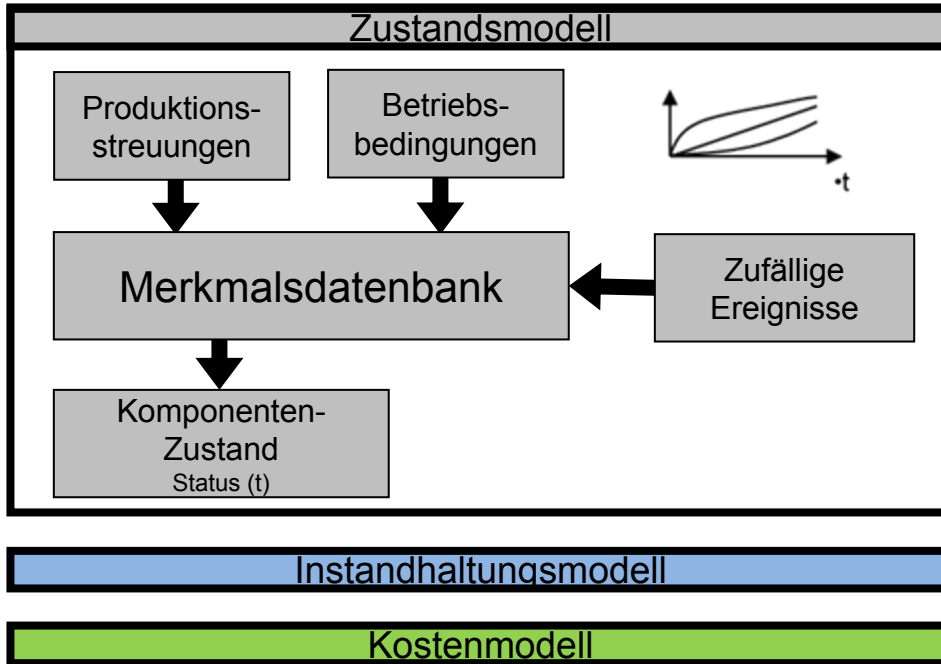 Zustandsmodell
Produktions-
streuungen
Betriebs-
bedingungen
•t
Merkmalsdatenbank
Zufällige
Ereignisse
Komponenten-
Zustand
Status (t)
Instandhaltungsmodell
Kostenmodell